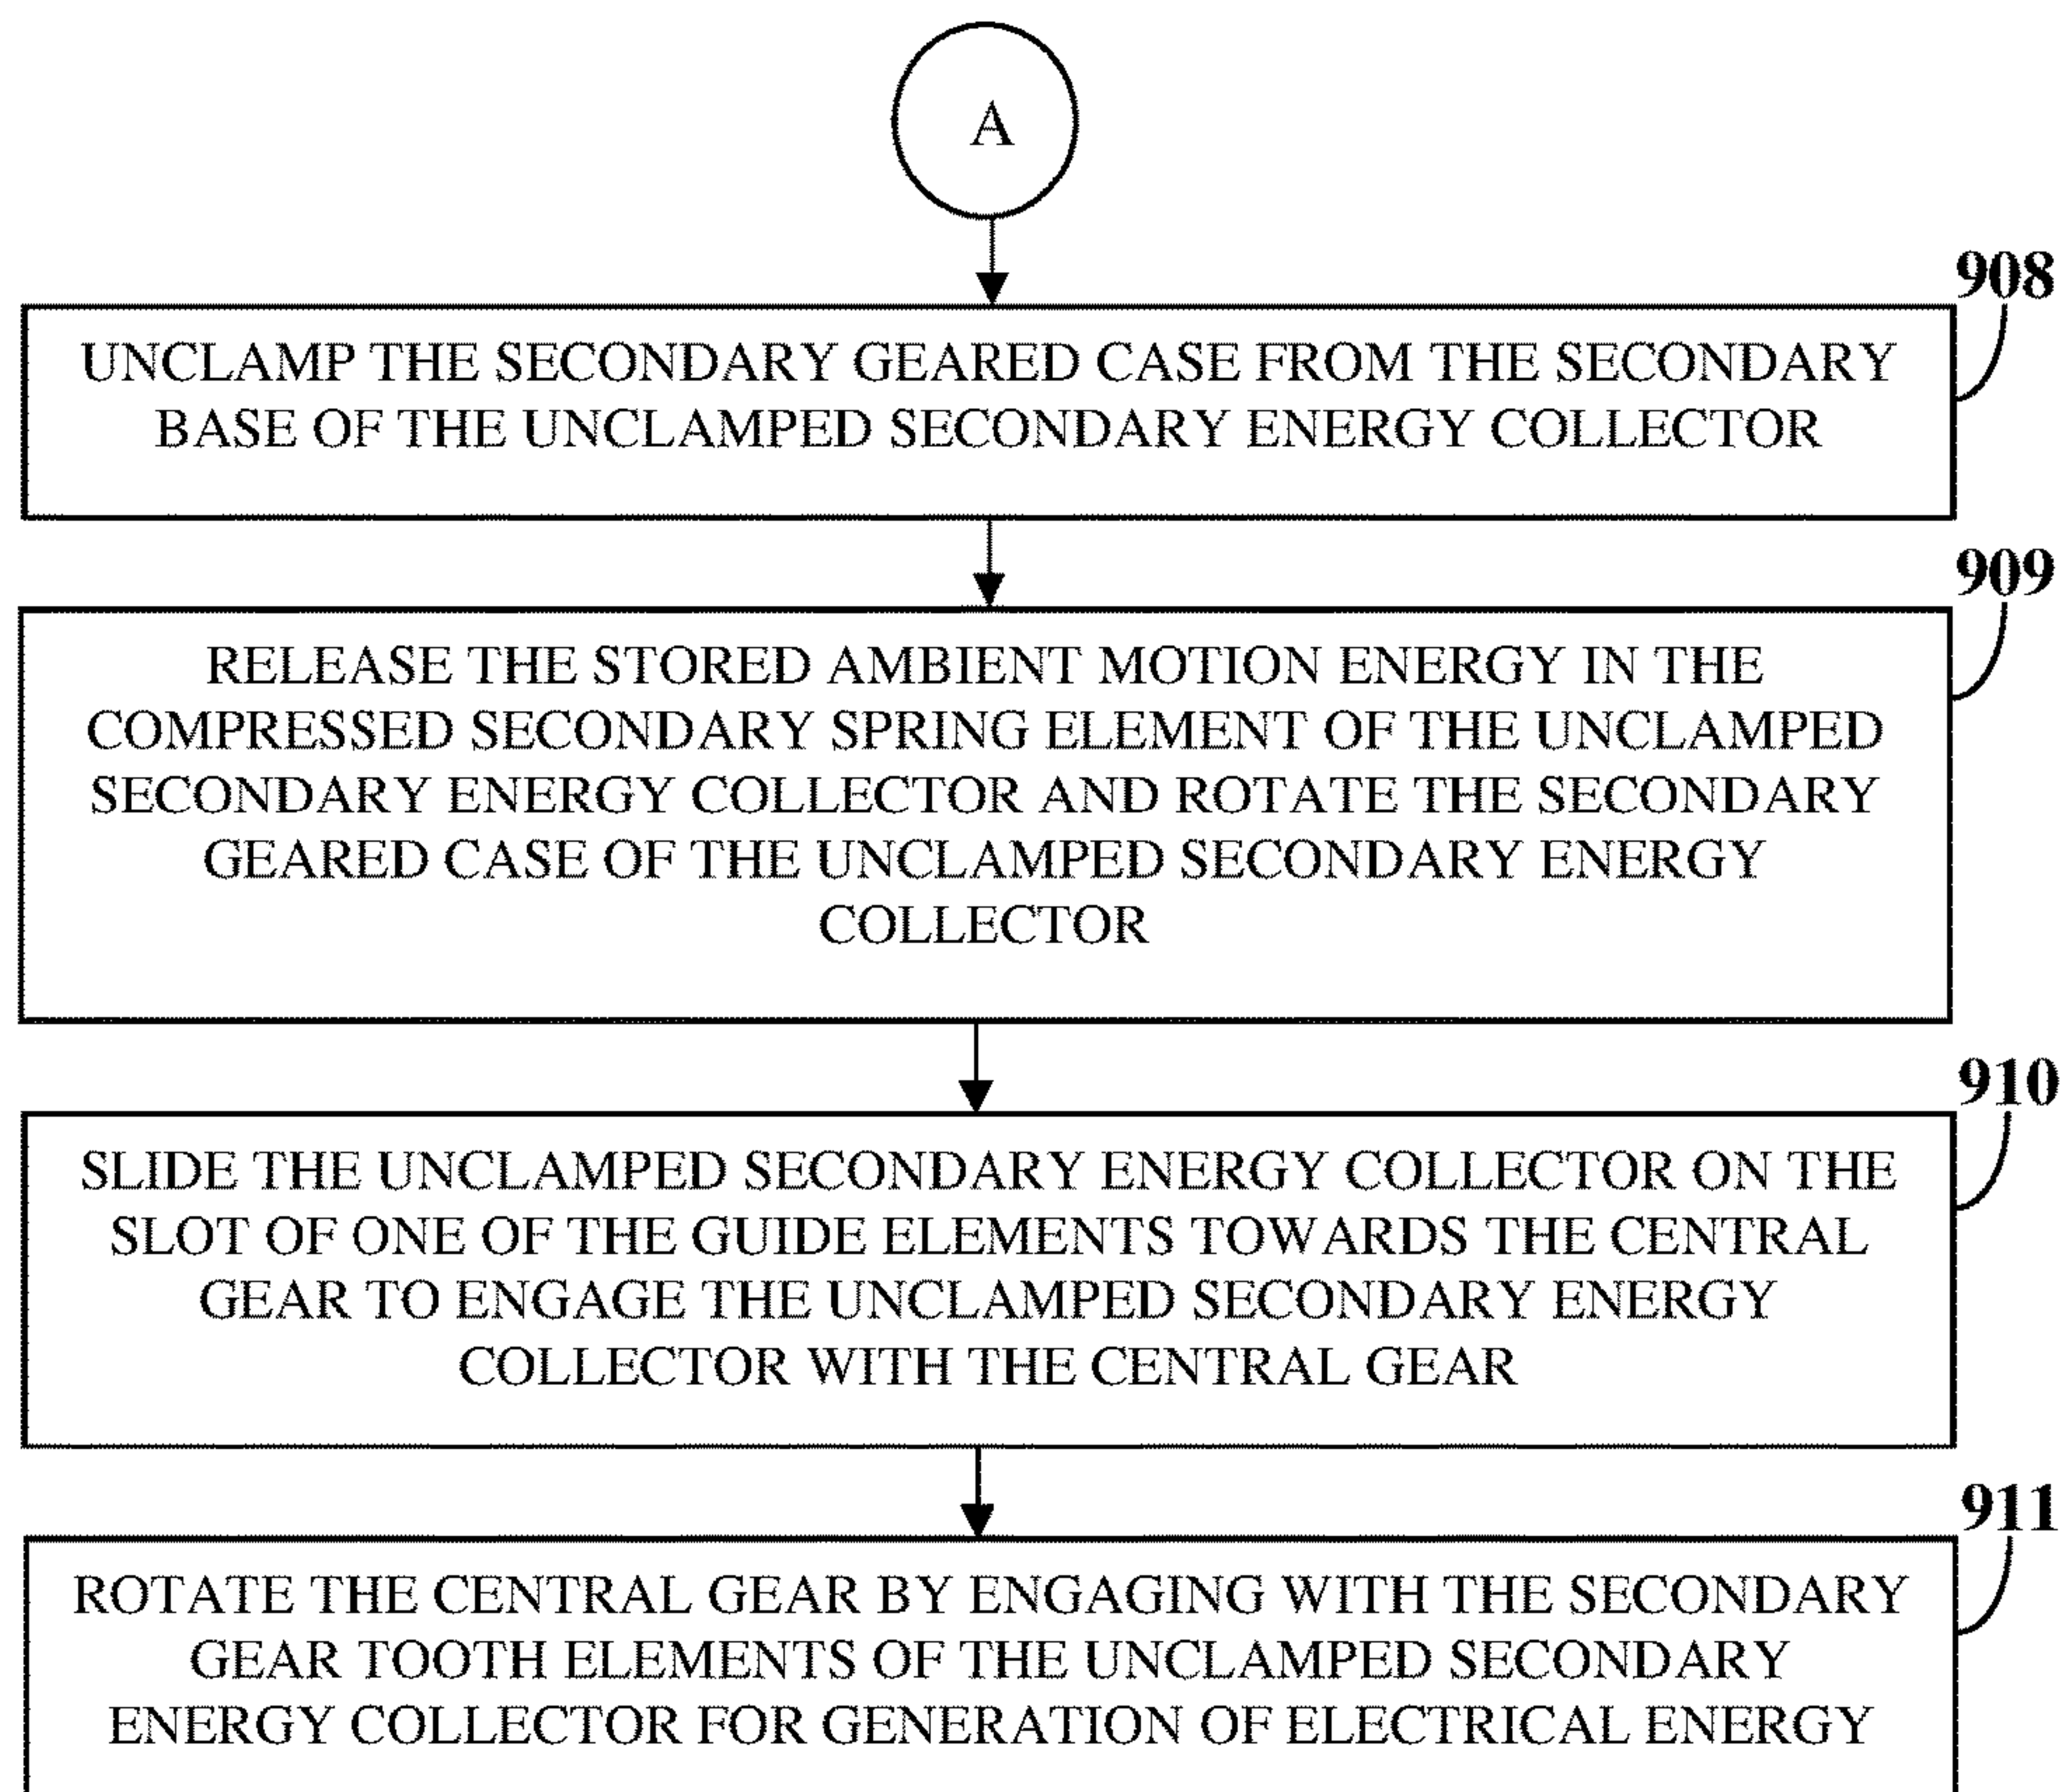 A
908
UNCLAMP THE SECONDARY GEARED CASE FROM THE SECONDARY
BASE OF THE UNCLAMPED SECONDARY ENERGY COLLECTOR
909
RELEASE THE STORED AMBIENT MOTION ENERGY IN THE
COMPRESSED SECONDARY SPRING ELEMENT OF THE UNCLAMPED
SECONDARY ENERGY COLLECTOR AND ROTATE THE SECONDARY
GEARED CASE OF THE UNCLAMPED SECONDARY ENERGY
COLLECTOR
910
SLIDE THE UNCLAMPED SECONDARY ENERGY COLLECTOR ON THE
SLOT OF ONE OF THE GUIDE ELEMENTS TOWARDS THE CENTRAL
GEAR TO ENGAGE THE UNCLAMPED SECONDARY ENERGY
COLLECTOR WITH THE CENTRAL GEAR
911
ROTATE THE CENTRAL GEAR BY ENGAGING WITH THE SECONDARY
GEAR TOOTH ELEMENTS OF THE UNCLAMPED SECONDARY
ENERGY COLLECTOR FOR GENERATION OF ELECTRICAL ENERGY